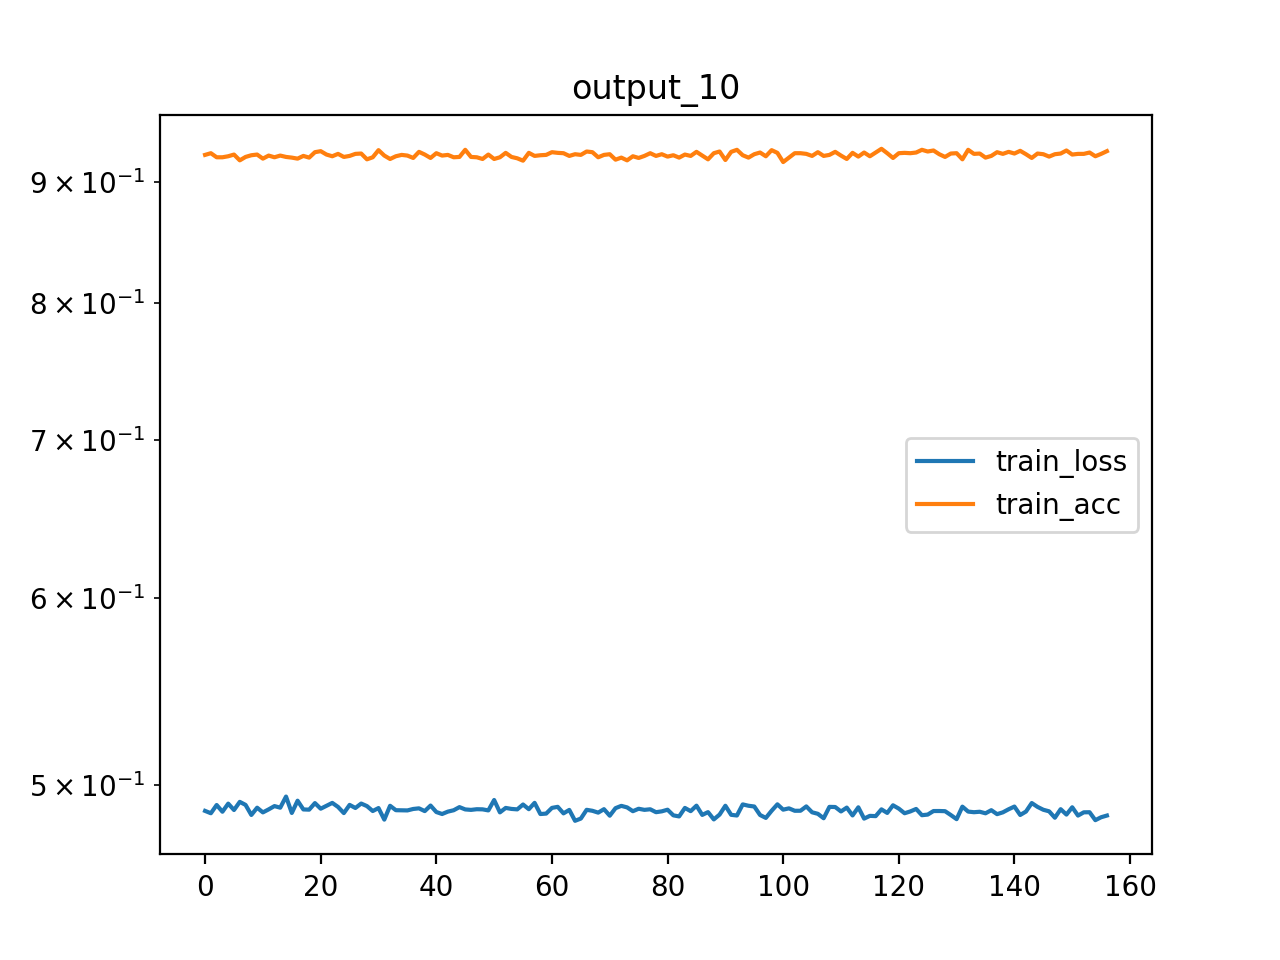 output_10
9 × 10⁻¹
8 × 10⁻¹
7 × 10⁻¹
6 × 10⁻¹
5 × 10⁻¹
train_loss
train_acc
0 20 40 60 80 100 120 140 160